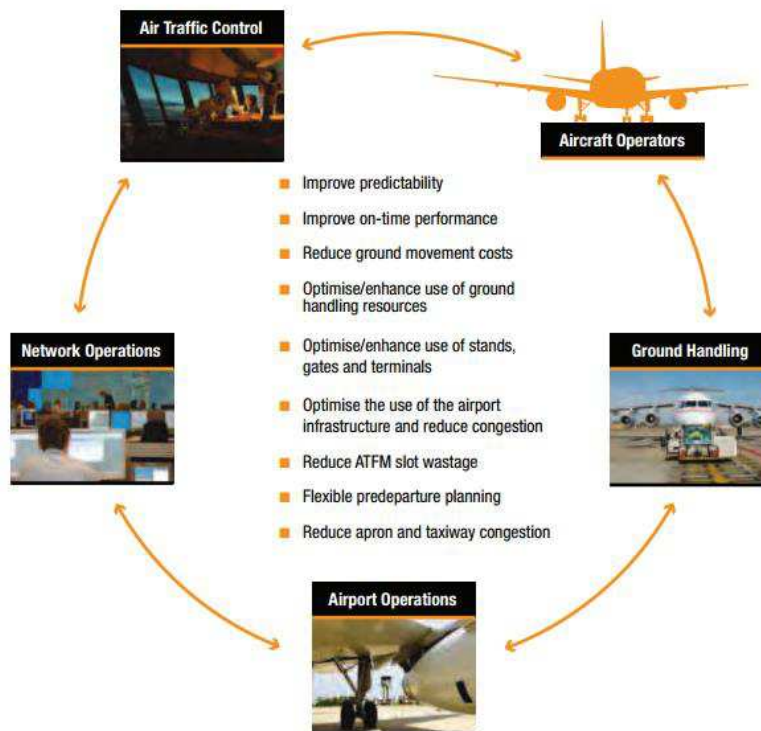 Air Traffic Control
Aircraft Operators
Improve predictability
Improve on-time performance
Reduce ground movement costs
Optimise/enhance use of ground
handling resources
Optimise/enhance use of stands,
gates and terminals
Optimise the use of the airport
infrastructure and reduce congestion
Reduce ATFM slot wastage
Flexible predeparture planning
Reduce apron and taxiway congestion
Network Operations
Ground Handling
Airport Operations